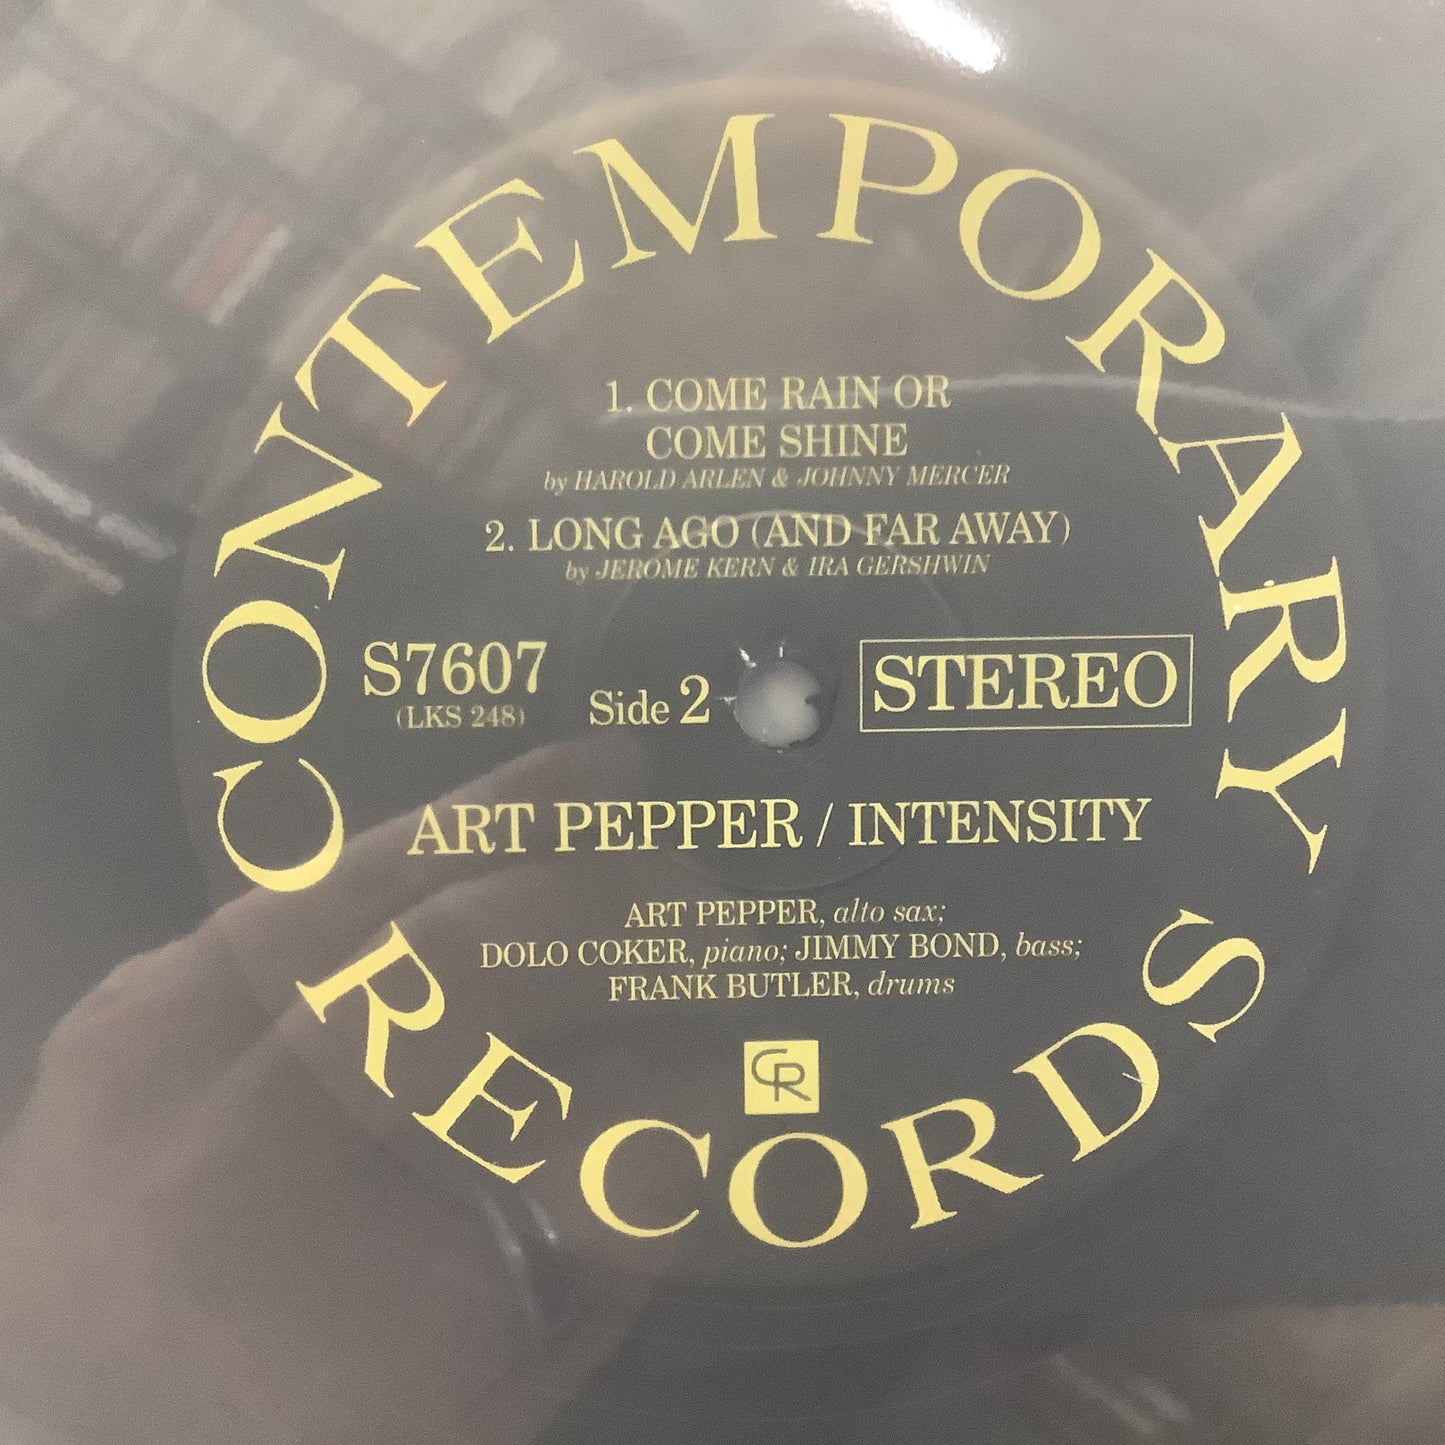 CONTEMPORARY
1. COME RAIN OR
COME SHINE
by HAROLD ARLEN & JOHNNY MERCER
2. LONG AGO (AND FAR AWAY)
by JEROME KERN & IRA GERSHWIN
S7607
(LKS 248)
Side 2
STEREO
ART PEPPER / INTENSITY
ART PEPPER, alto sax;
DOLO COKER, piano; JIMMY BOND, bass;
FRANK BUTLER, drums
CR
RECORDS